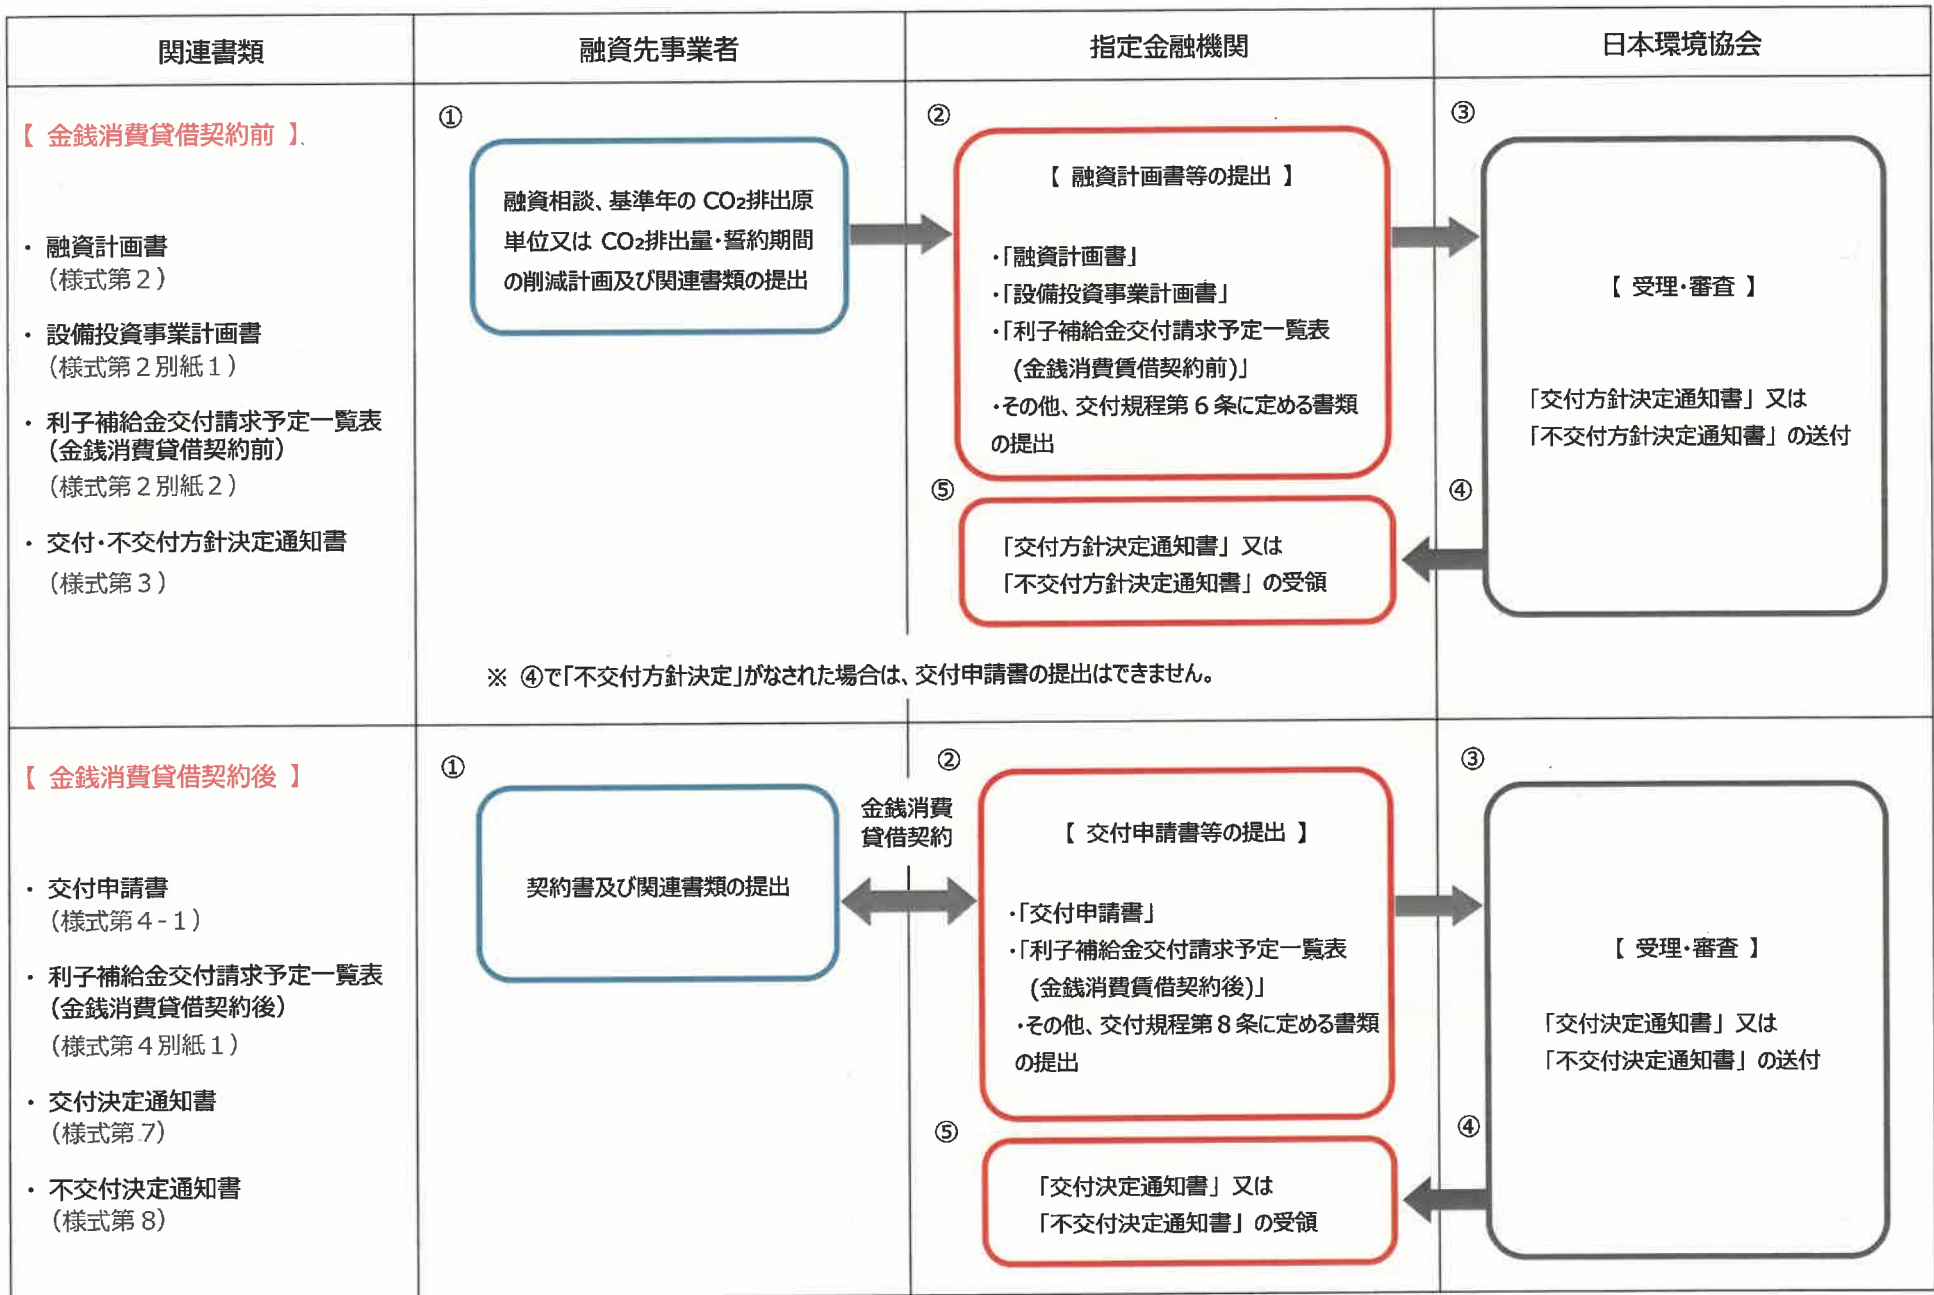 関連書類
融資先事業者
指定金融機関
日本環境協会
【 金銭消費貸借契約前 】
・ 融資計画書
（様式第２）
・ 設備投資事業計画書
（様式第２別紙１）
・ 利子補給金交付請求予定一覧表
（金銭消費貸借契約前）
（様式第２別紙２）
・ 交付・不交付方針決定通知書
（様式第３）
①
融資相談、基準年の CO₂排出原
単位又は CO₂排出量・誓約期間
の削減計画及び関連書類の提出
②
【 融資計画書等の提出 】
・「融資計画書」
・「設備投資事業計画書」
・「利子補給金交付請求予定一覧表
(金銭消費賃借契約前)」
・その他、交付規程第６条に定める書類
の提出
③
【 受理・審査 】
「交付方針決定通知書」又は
「不交付方針決定通知書」の送付
④
⑤
「交付方針決定通知書」又は
「不交付方針決定通知書」の受領
※ ④で「不交付方針決定」がなされた場合は、交付申請書の提出はできません。
【 金銭消費貸借契約後 】
・ 交付申請書
（様式第４-１）
・ 利子補給金交付請求予定一覧表
（金銭消費貸借契約後）
（様式第４別紙１）
・ 交付決定通知書
（様式第７）
・ 不交付決定通知書
（様式第８）
①
契約書及び関連書類の提出
金銭消費
貸借契約
②
【 交付申請書等の提出 】
・「交付申請書」
・「利子補給金交付請求予定一覧表
(金銭消費賃借契約後)」
・その他、交付規程第８条に定める書類
の提出
③
【 受理・審査 】
「交付決定通知書」又は
「不交付決定通知書」の送付
④
⑤
「交付決定通知書」又は
「不交付決定通知書」の受領